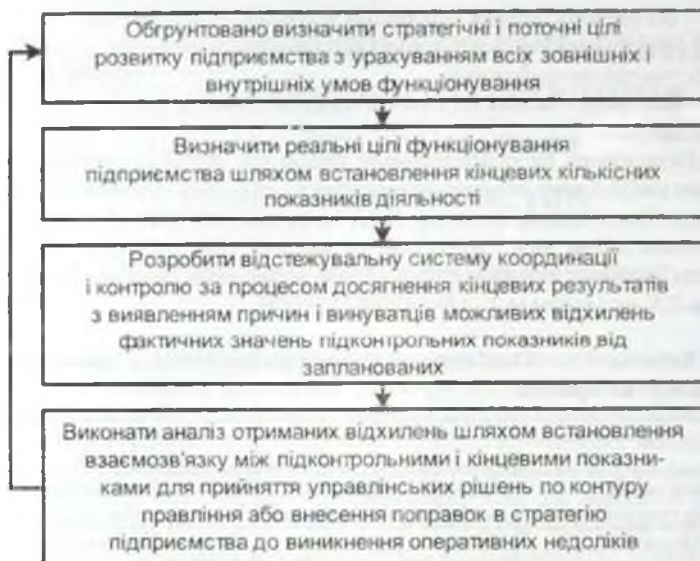 Обгрунтовано визначити стратегічні і поточні цілі
розвитку підприємства з урахуванням всіх зовнішніх і
внутрішніх умов функціонування
Визначити реальні цілі функціонування
підприємства шляхом встановлення кінцевих кількісних
показників діяльності
Розробити відстежувальну систему координації
і контролю за процесом досягнення кінцевих результатів
з виявленням причин і винуватців можливих відхилень
фактичних значень підконтрольних показників від
запланованих
Виконати аналіз отриманих відхилень шляхом встановлення
взаємозв'язку між підконтрольними і кінцевими показни-
ками для прийняття управлінських рішень по контуру
правління або внесення поправок в стратегію
підприємства до виникнення оперативних недоліків